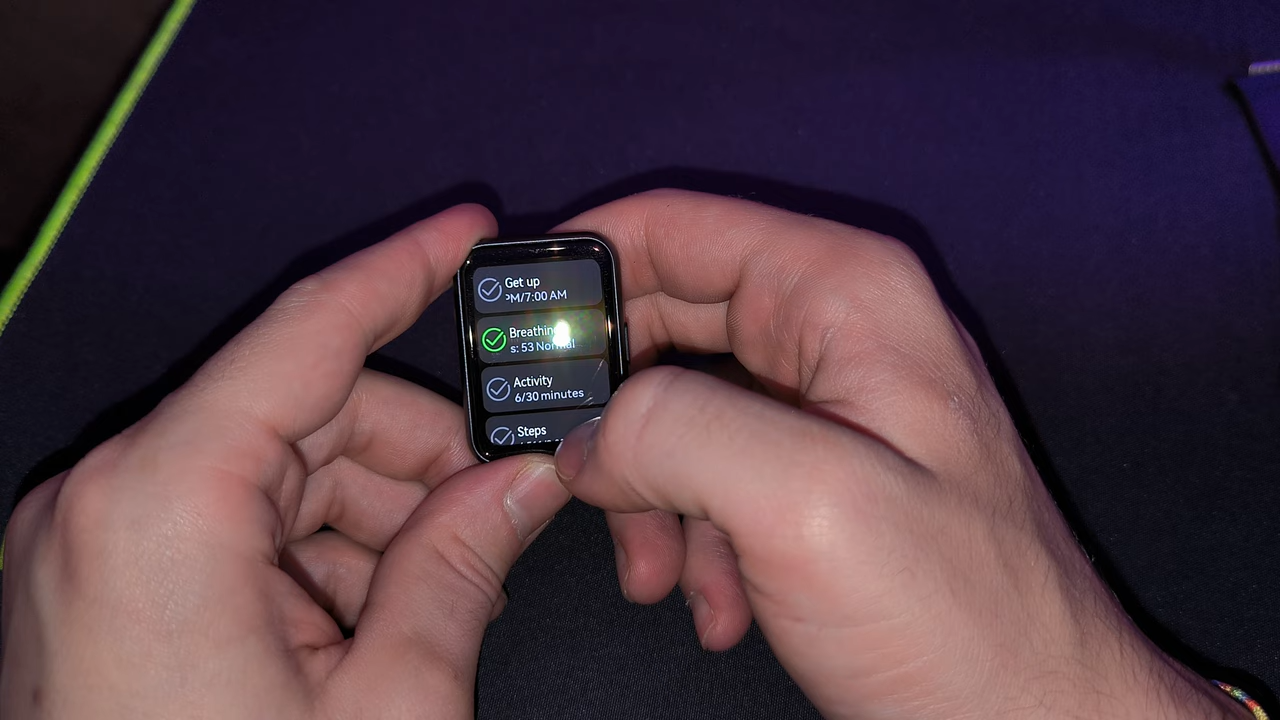 Get up
PM/7:00 AM
Breathing
s: 53 Normal
Activity
6/30 minutes
Steps